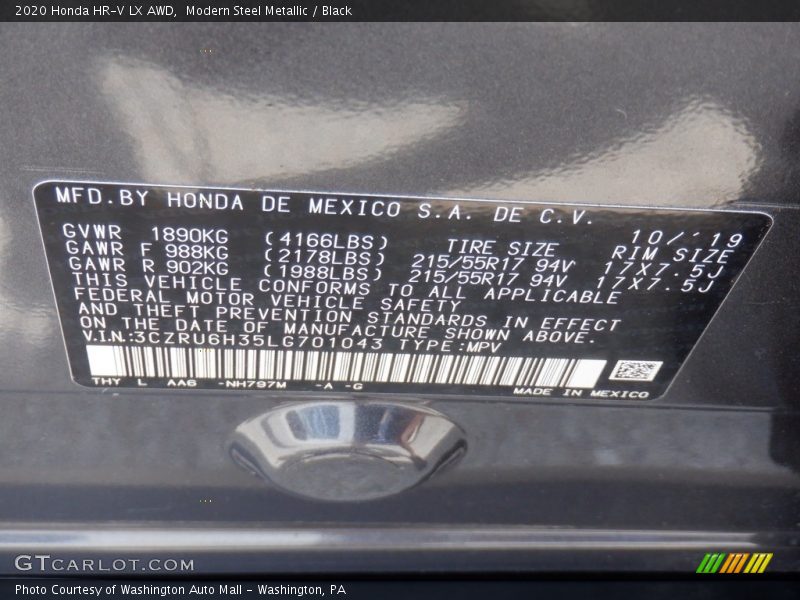 2020 Honda HR-V LX AWD,  Modern Steel Metallic / Black
MFD.BY HONDA DE MEXICO S.A. DE C.V.
10/'19
GVWR 1890KG (4166LBS) TIRE SIZE RIM SIZE
GAWR F 988KG (2178LBS) 215/55R17 94V 17X7.5J
GAWR R 902KG (1988LBS) 215/55R17 94V 17X7.5J
THIS VEHICLE CONFORMS TO ALL APPLICABLE
FEDERAL MOTOR VEHICLE SAFETY
AND THEFT PREVENTION STANDARDS IN EFFECT
ON THE DATE OF MANUFACTURE SHOWN ABOVE.
V.IN:3CZRU6H35LG701043 TYPE:MPV
THY L AA6 -NH797M -A -G
MADE IN MEXICO
GTCARLOT.COM
Photo Courtesy of Washington Auto Mall - Washington, PA